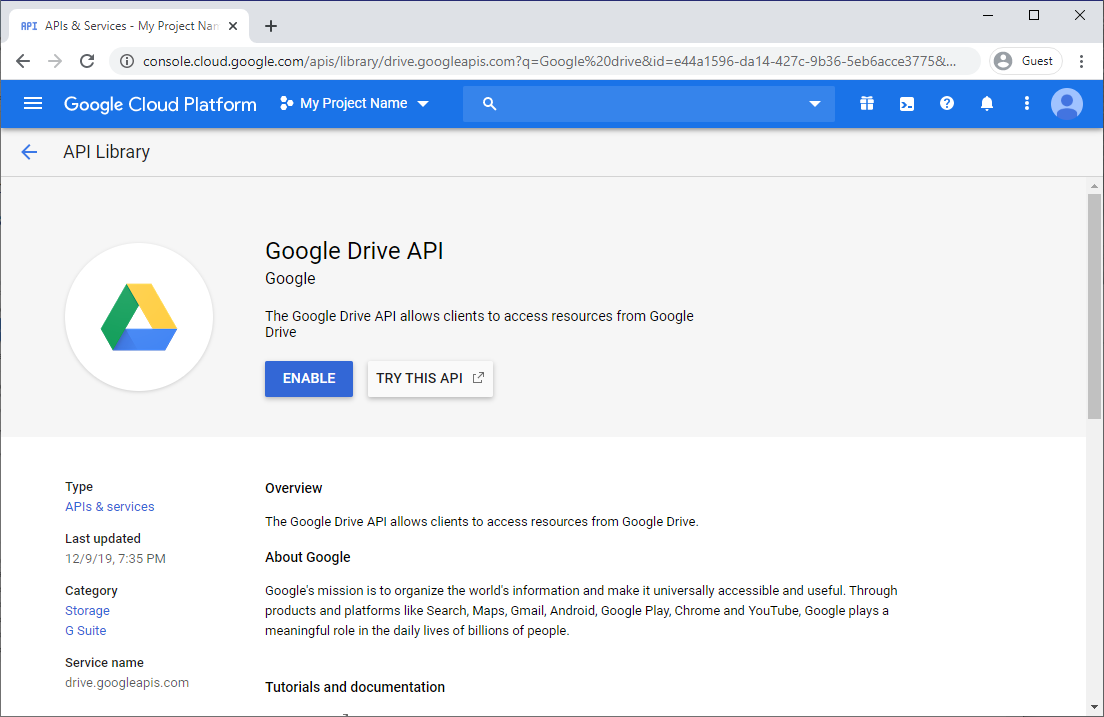 API APIs & Services - My Project Nam
console.cloud.google.com/apis/library/drive.googleapis.com?q=Google%20drive&id=e44a1596-da14-427c-9b36-5eb6acce3775&... Guest
Google Cloud Platform My Project Name
API Library
Google Drive API
Google
The Google Drive API allows clients to access resources from Google
Drive
ENABLE TRY THIS API
Type
APIs & services
Last updated
12/9/19, 7:35 PM
Category
Storage
G Suite
Service name
drive.googleapis.com
Overview
The Google Drive API allows clients to access resources from Google Drive.
About Google
Google's mission is to organize the world's information and make it universally accessible and useful. Through
products and platforms like Search, Maps, Gmail, Android, Google Play, Chrome and YouTube, Google plays a
meaningful role in the daily lives of billions of people.
Tutorials and documentation